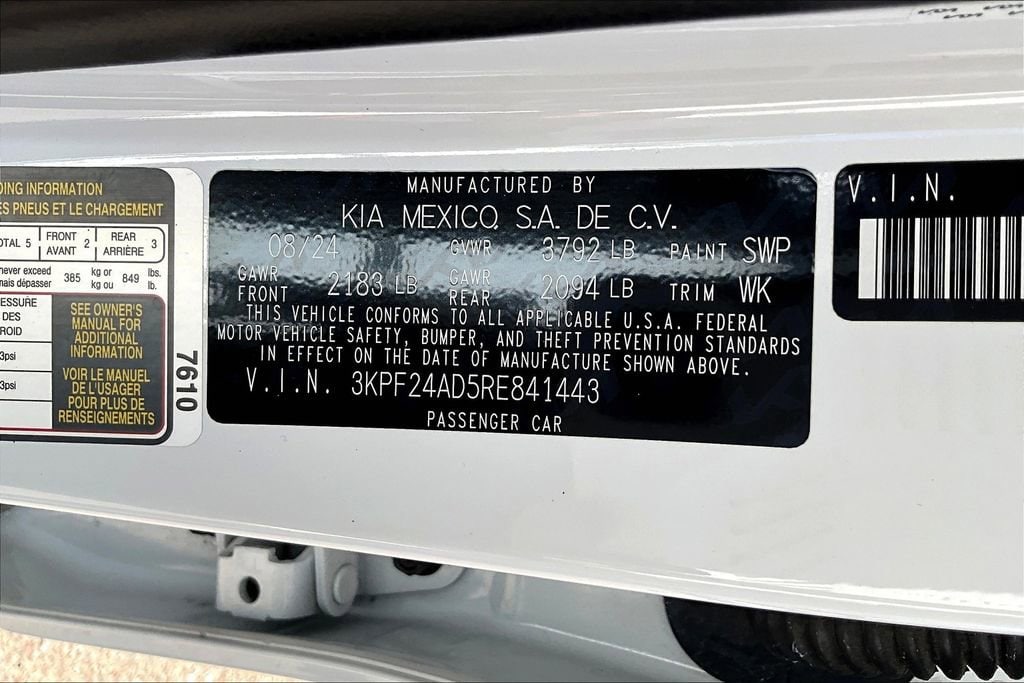 DING INFORMATION
ES PNEUS ET LE CHARGEMENT
OTAL 5 FRONT AVANT 2 REAR ARRIÈRE 3
never exceed 385 kg or 849 lbs.
mais dépasser kg ou lb.
RESSURE
DES
ROID
3psi
3psi
SEE OWNER'S
MANUAL FOR
ADDITIONAL
INFORMATION
VOIR LE MANUEL
DE L'USAGER
POUR PLUS DE
RENSEIGNEMENTS
7610
MANUFACTURED BY
KIA MEXICO, S.A. DE C.V.
08/24 GVWR 3792 LB PAINT SWP
GAWR FRONT 2183 LB GAWR REAR 2094 LB TRIM WK
THIS VEHICLE CONFORMS TO ALL APPLICABLE U.S.A. FEDERAL
MOTOR VEHICLE SAFETY, BUMPER, AND THEFT PREVENTION STANDARDS
IN EFFECT ON THE DATE OF MANUFACTURE SHOWN ABOVE.
V.I.N. 3KPF24AD5RE841443
PASSENGER CAR
V.I.N.